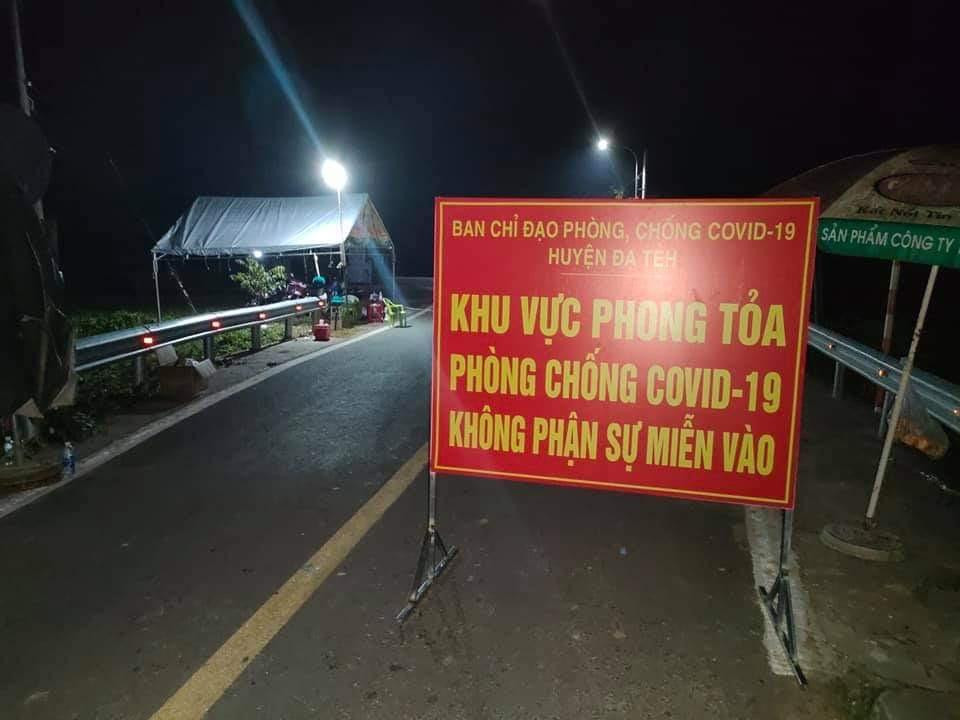 BAN CHỈ ĐẠO PHÒNG, CHỐNG COVID-19
HUYỆN ĐẠ TEH
KHU VỰC PHONG TỎA
PHÒNG CHỐNG COVID-19
KHÔNG PHẬN SỰ MIỄN VÀO
SẢN PHẨM CÔNG TY